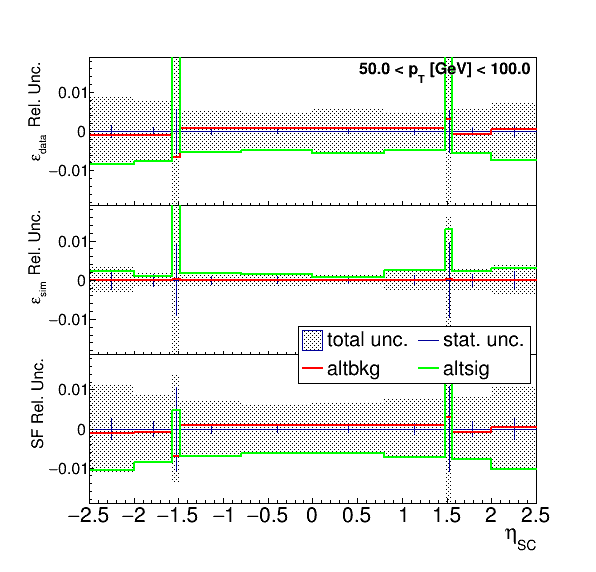 50.0 < p_T [GeV] < 100.0
ε_data Rel. Unc.
0.01
0
−0.01
ε_sim Rel. Unc.
0.01
0
−0.01
total unc. stat. unc.
altbkg altsig
SF Rel. Unc.
0.01
0
−0.01
−2.5 −2 −1.5 −1 −0.5 0 0.5 1 1.5 2 2.5
η_SC